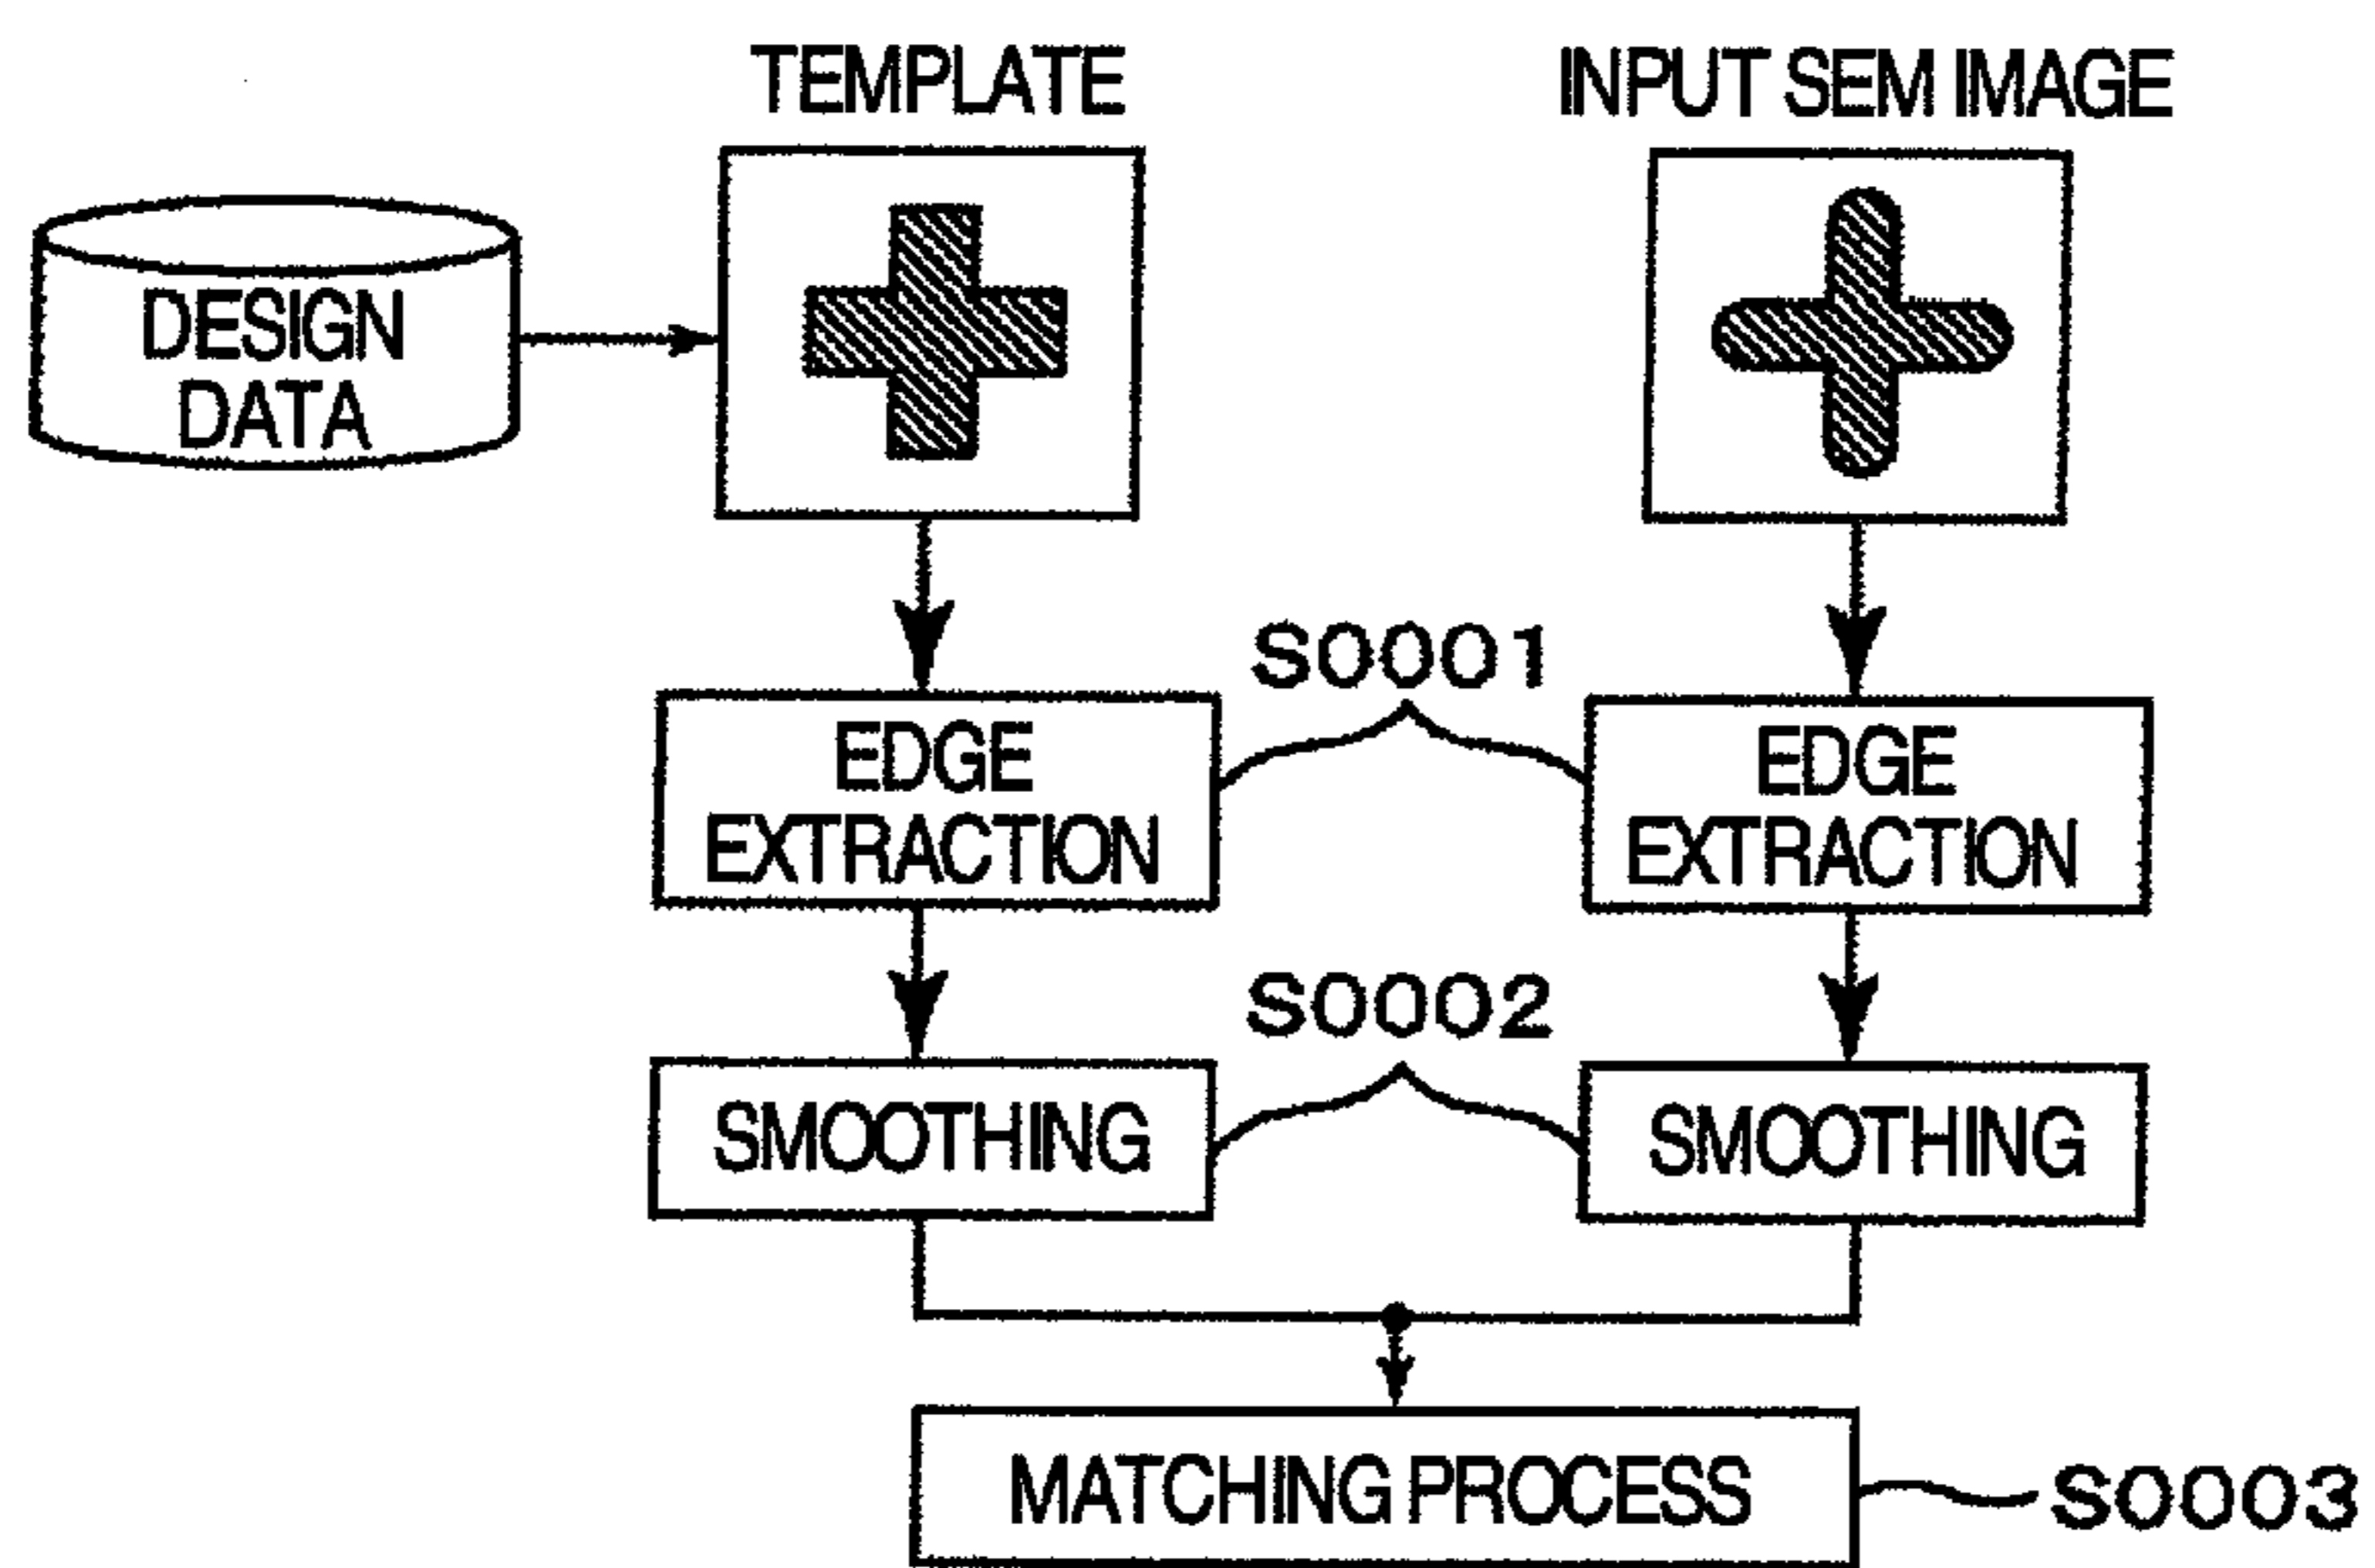 TEMPLATE
INPUT SEM IMAGE
DESIGN
DATA
S0001
EDGE
EXTRACTION
EDGE
EXTRACTION
S0002
SMOOTHING
SMOOTHING
MATCHING PROCESS
S0003